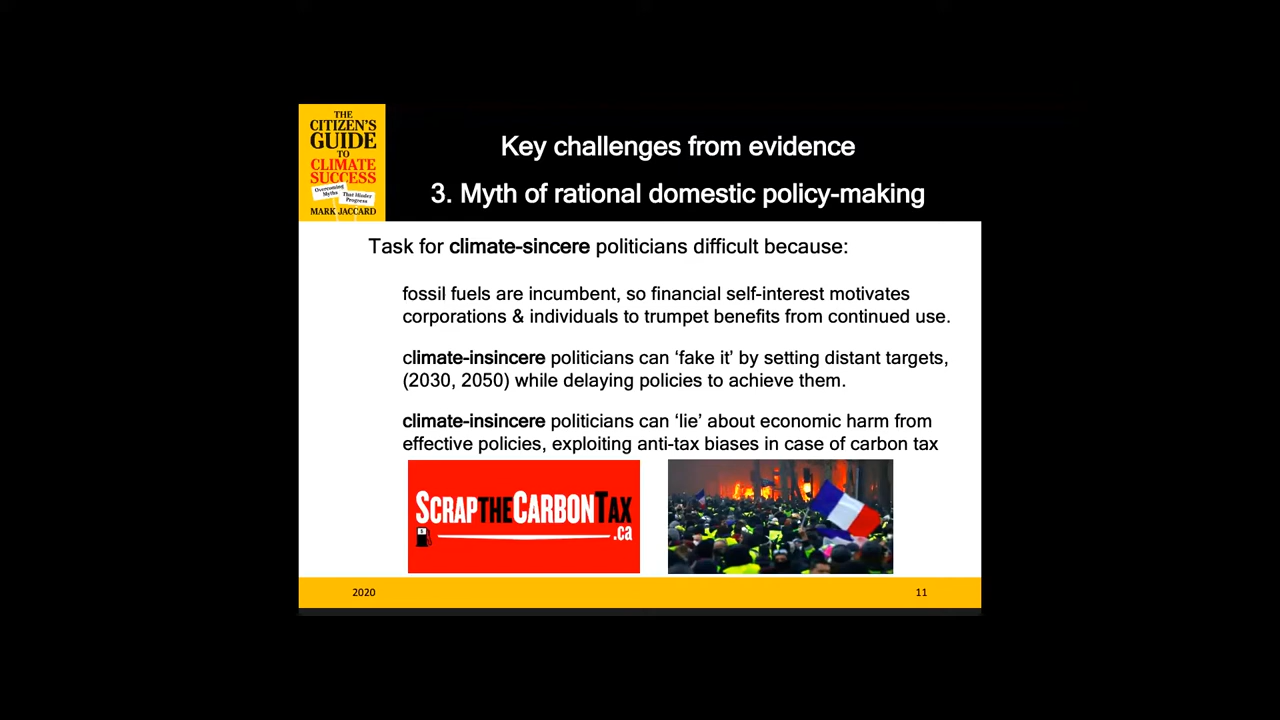 THE
CITIZEN'S
GUIDE
TO
CLIMATE
SUCCESS
Overcoming
Myths
That Hinder
Progress
MARK JACCARD
Key challenges from evidence
3. Myth of rational domestic policy-making
Task for climate-sincere politicians difficult because:
fossil fuels are incumbent, so financial self-interest motivates
corporations & individuals to trumpet benefits from continued use.
climate-insincere politicians can ‘fake it’ by setting distant targets,
(2030, 2050) while delaying policies to achieve them.
climate-insincere politicians can ‘lie’ about economic harm from
effective policies, exploiting anti-tax biases in case of carbon tax
SCRAPTHECARBONTAX
.ca
2020
11